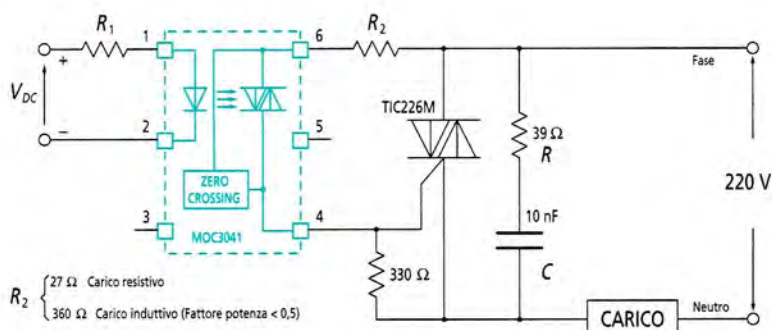 R1
1
6
R2
+
VDC
−
2
5
ZERO
CROSSING
3
4
MOC3041
TIC226M
39 Ω
R
10 nF
C
330 Ω
Fase
220 V
Neutro
CARICO
R2
27 Ω Carico resistivo
360 Ω Carico induttivo (Fattore potenza < 0,5)